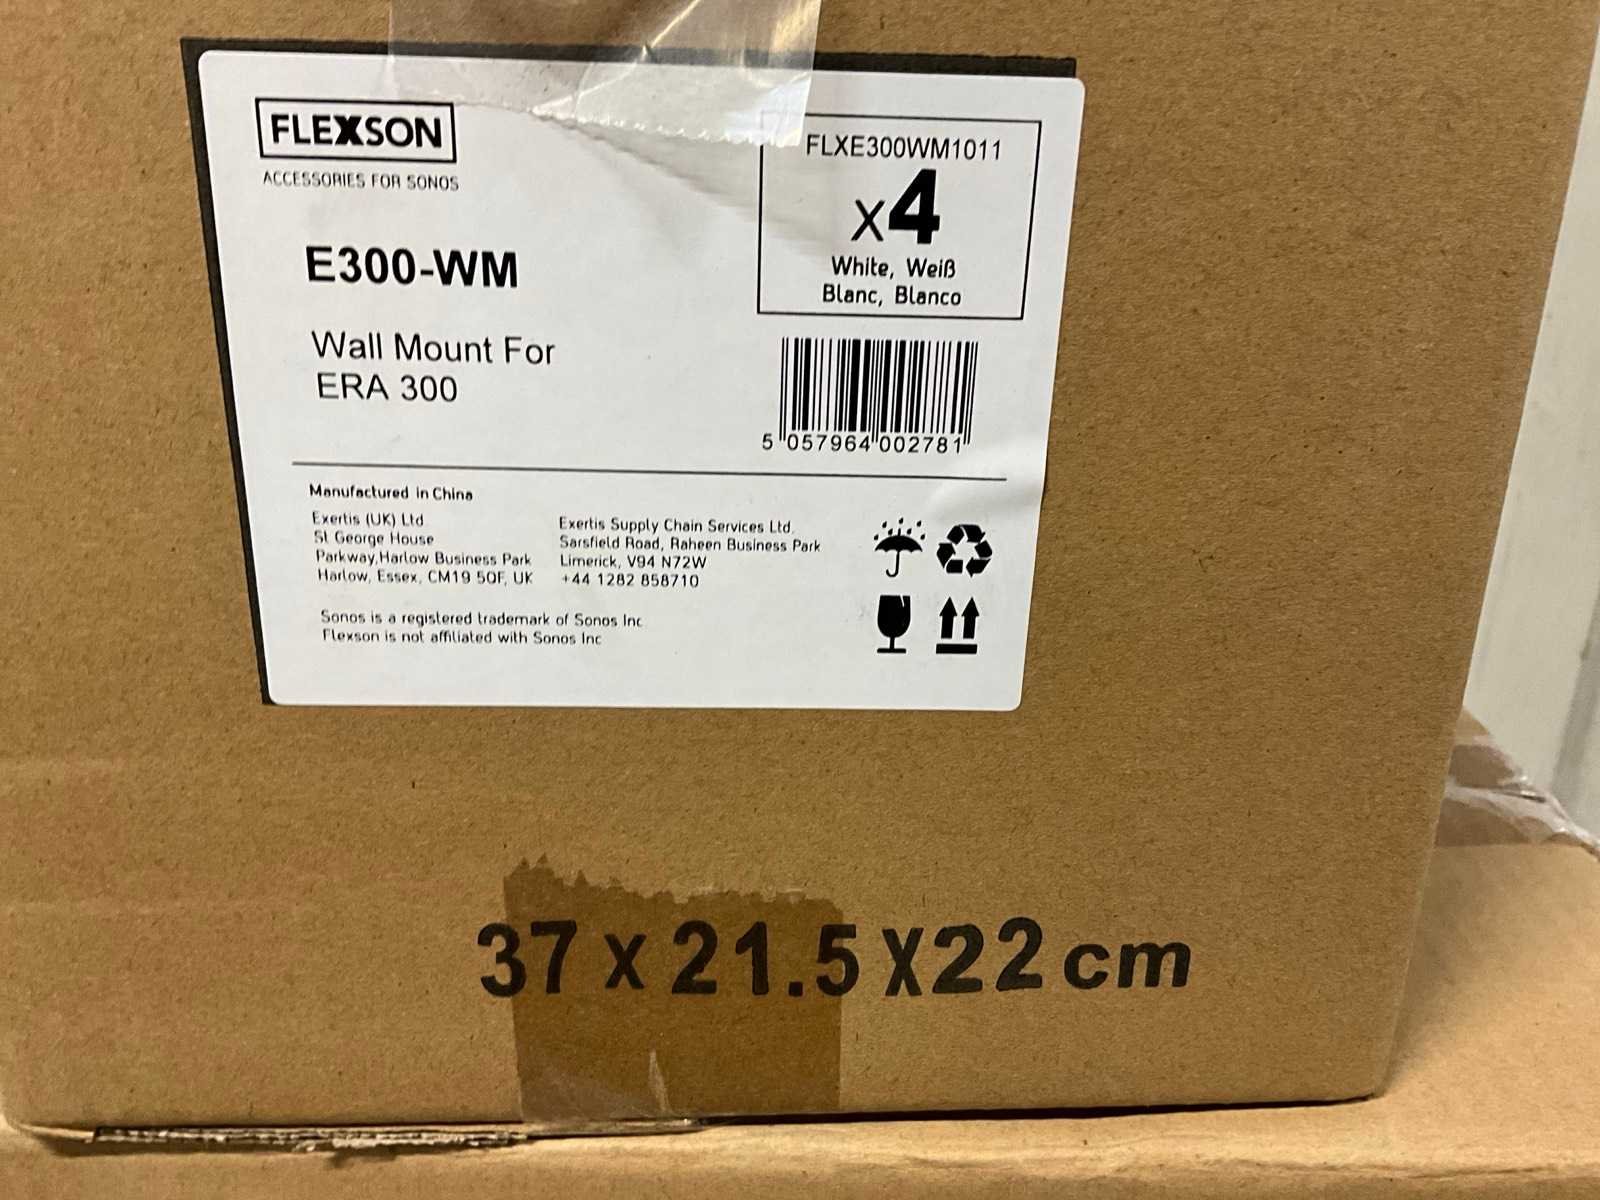 FLEXSON
ACCESSORIES FOR SONOS
FLXE300WM1011
x4
White, Weiß
Blanc, Blanco
E300-WM
Wall Mount For
ERA 300
5 057964 002781
Manufactured in China
Exertis (UK) Ltd
St George House
Parkway,Harlow Business Park
Harlow, Essex, CM19 5QF, UK
Exertis Supply Chain Services Ltd.
Sarsfield Road, Raheen Business Park
Limerick, V94 N72W
+44 1282 858710
Sonos is a registered trademark of Sonos Inc
Flexson is not affiliated with Sonos Inc
37 x 21.5 X22 cm